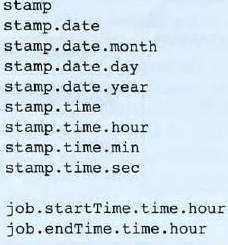 stamp
stamp.date
stamp.date.month
stamp.date.day
stamp.date.year
stamp.time
stamp.time.hour
stamp.time.min
stamp.time.sec
job.startTime.time.hour
job.endTime.time.hour